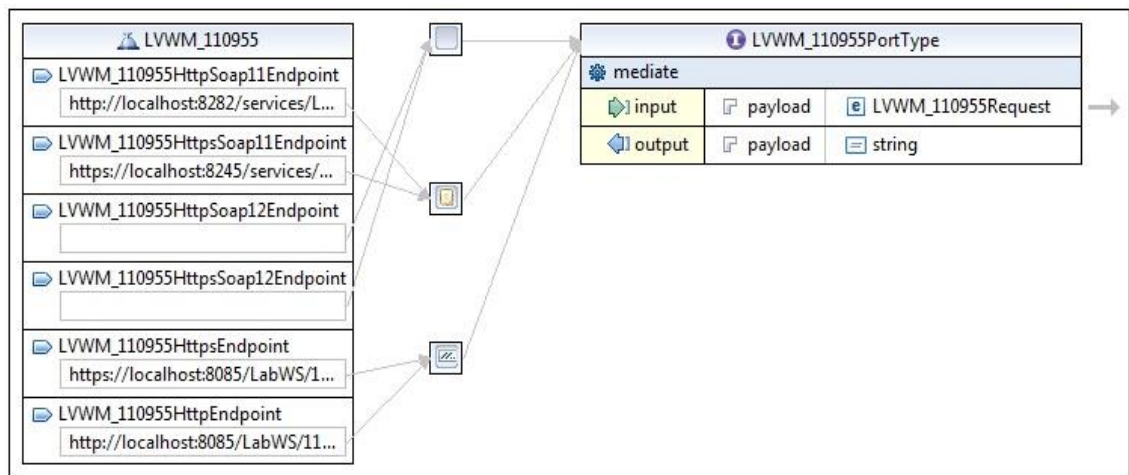 LVWM_110955
LVWM_110955HttpSoap11Endpoint
http://localhost:8282/services/L...
LVWM_110955HttpsSoap11Endpoint
https://localhost:8245/services/...
LVWM_110955HttpSoap12Endpoint
LVWM_110955HttpsSoap12Endpoint
LVWM_110955HttpsEndpoint
https://localhost:8085/LabWS/1...
LVWM_110955HttpEndpoint
http://localhost:8085/LabWS/11...
I LVWM_110955PortType
mediate
input payload e LVWM_110955Request
output payload string